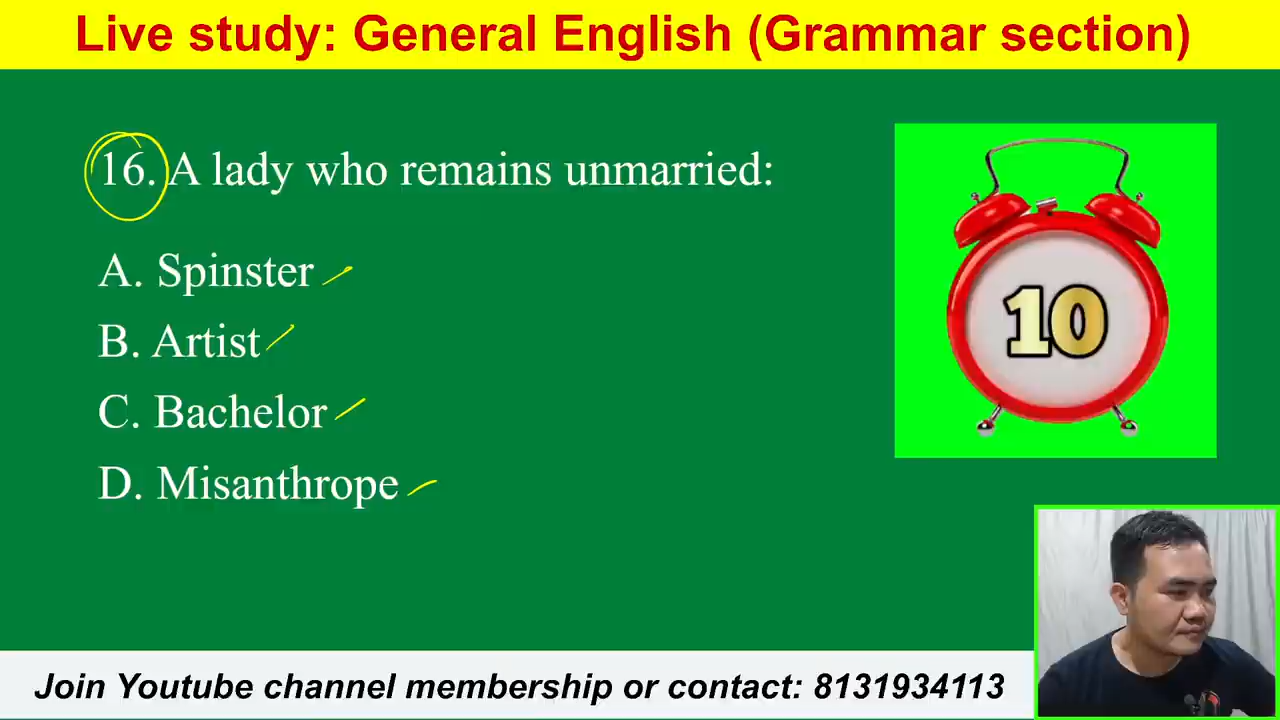 Live study: General English (Grammar section)
16. A lady who remains unmarried:
A. Spinster
B. Artist
C. Bachelor
D. Misanthrope
10
Join Youtube channel membership or contact: 8131934113